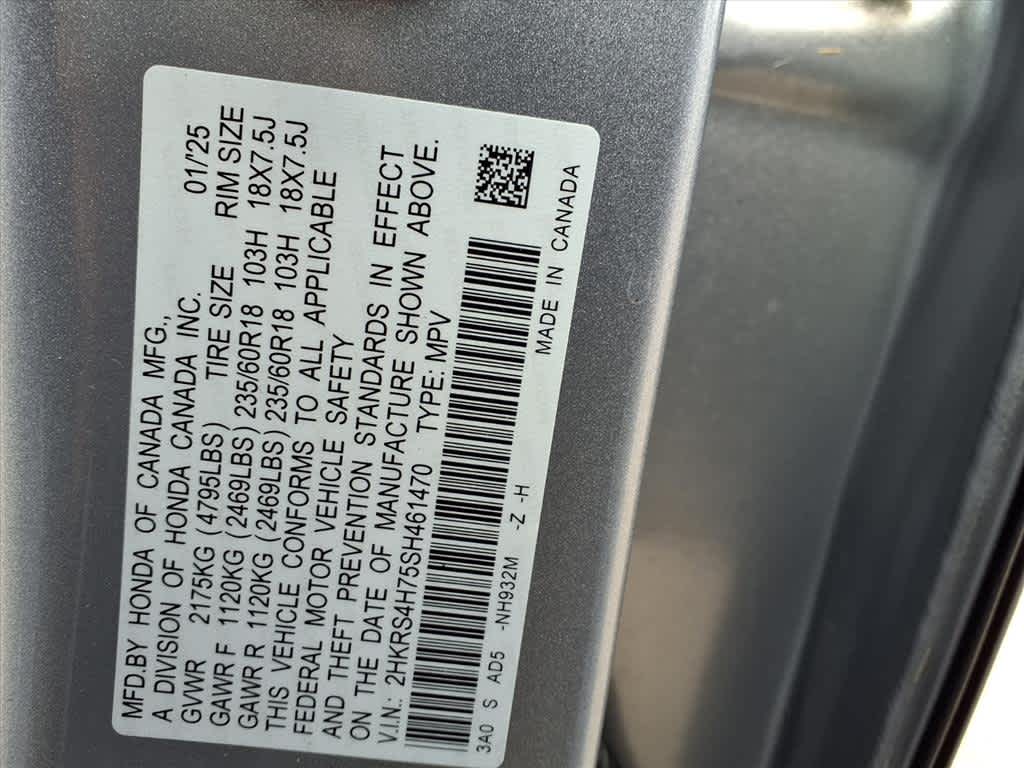 MFD.BY HONDA OF CANADA MFG.,
A DIVISION OF HONDA CANADA INC. 01/'25
GVWR 2175KG (4795LBS) TIRE SIZE RIM SIZE
GAWR F 1120KG (2469LBS) 235/60R18 103H 18X7.5J
GAWR R 1120KG (2469LBS) 235/60R18 103H 18X7.5J
THIS VEHICLE CONFORMS TO ALL APPLICABLE
FEDERAL MOTOR VEHICLE SAFETY
AND THEFT PREVENTION STANDARDS IN EFFECT
ON THE DATE OF MANUFACTURE SHOWN ABOVE.
V.I.N.: 2HKRS4H75SH461470 TYPE: MPV
3A0 S AD5 -NH932M -Z -H
MADE IN CANADA